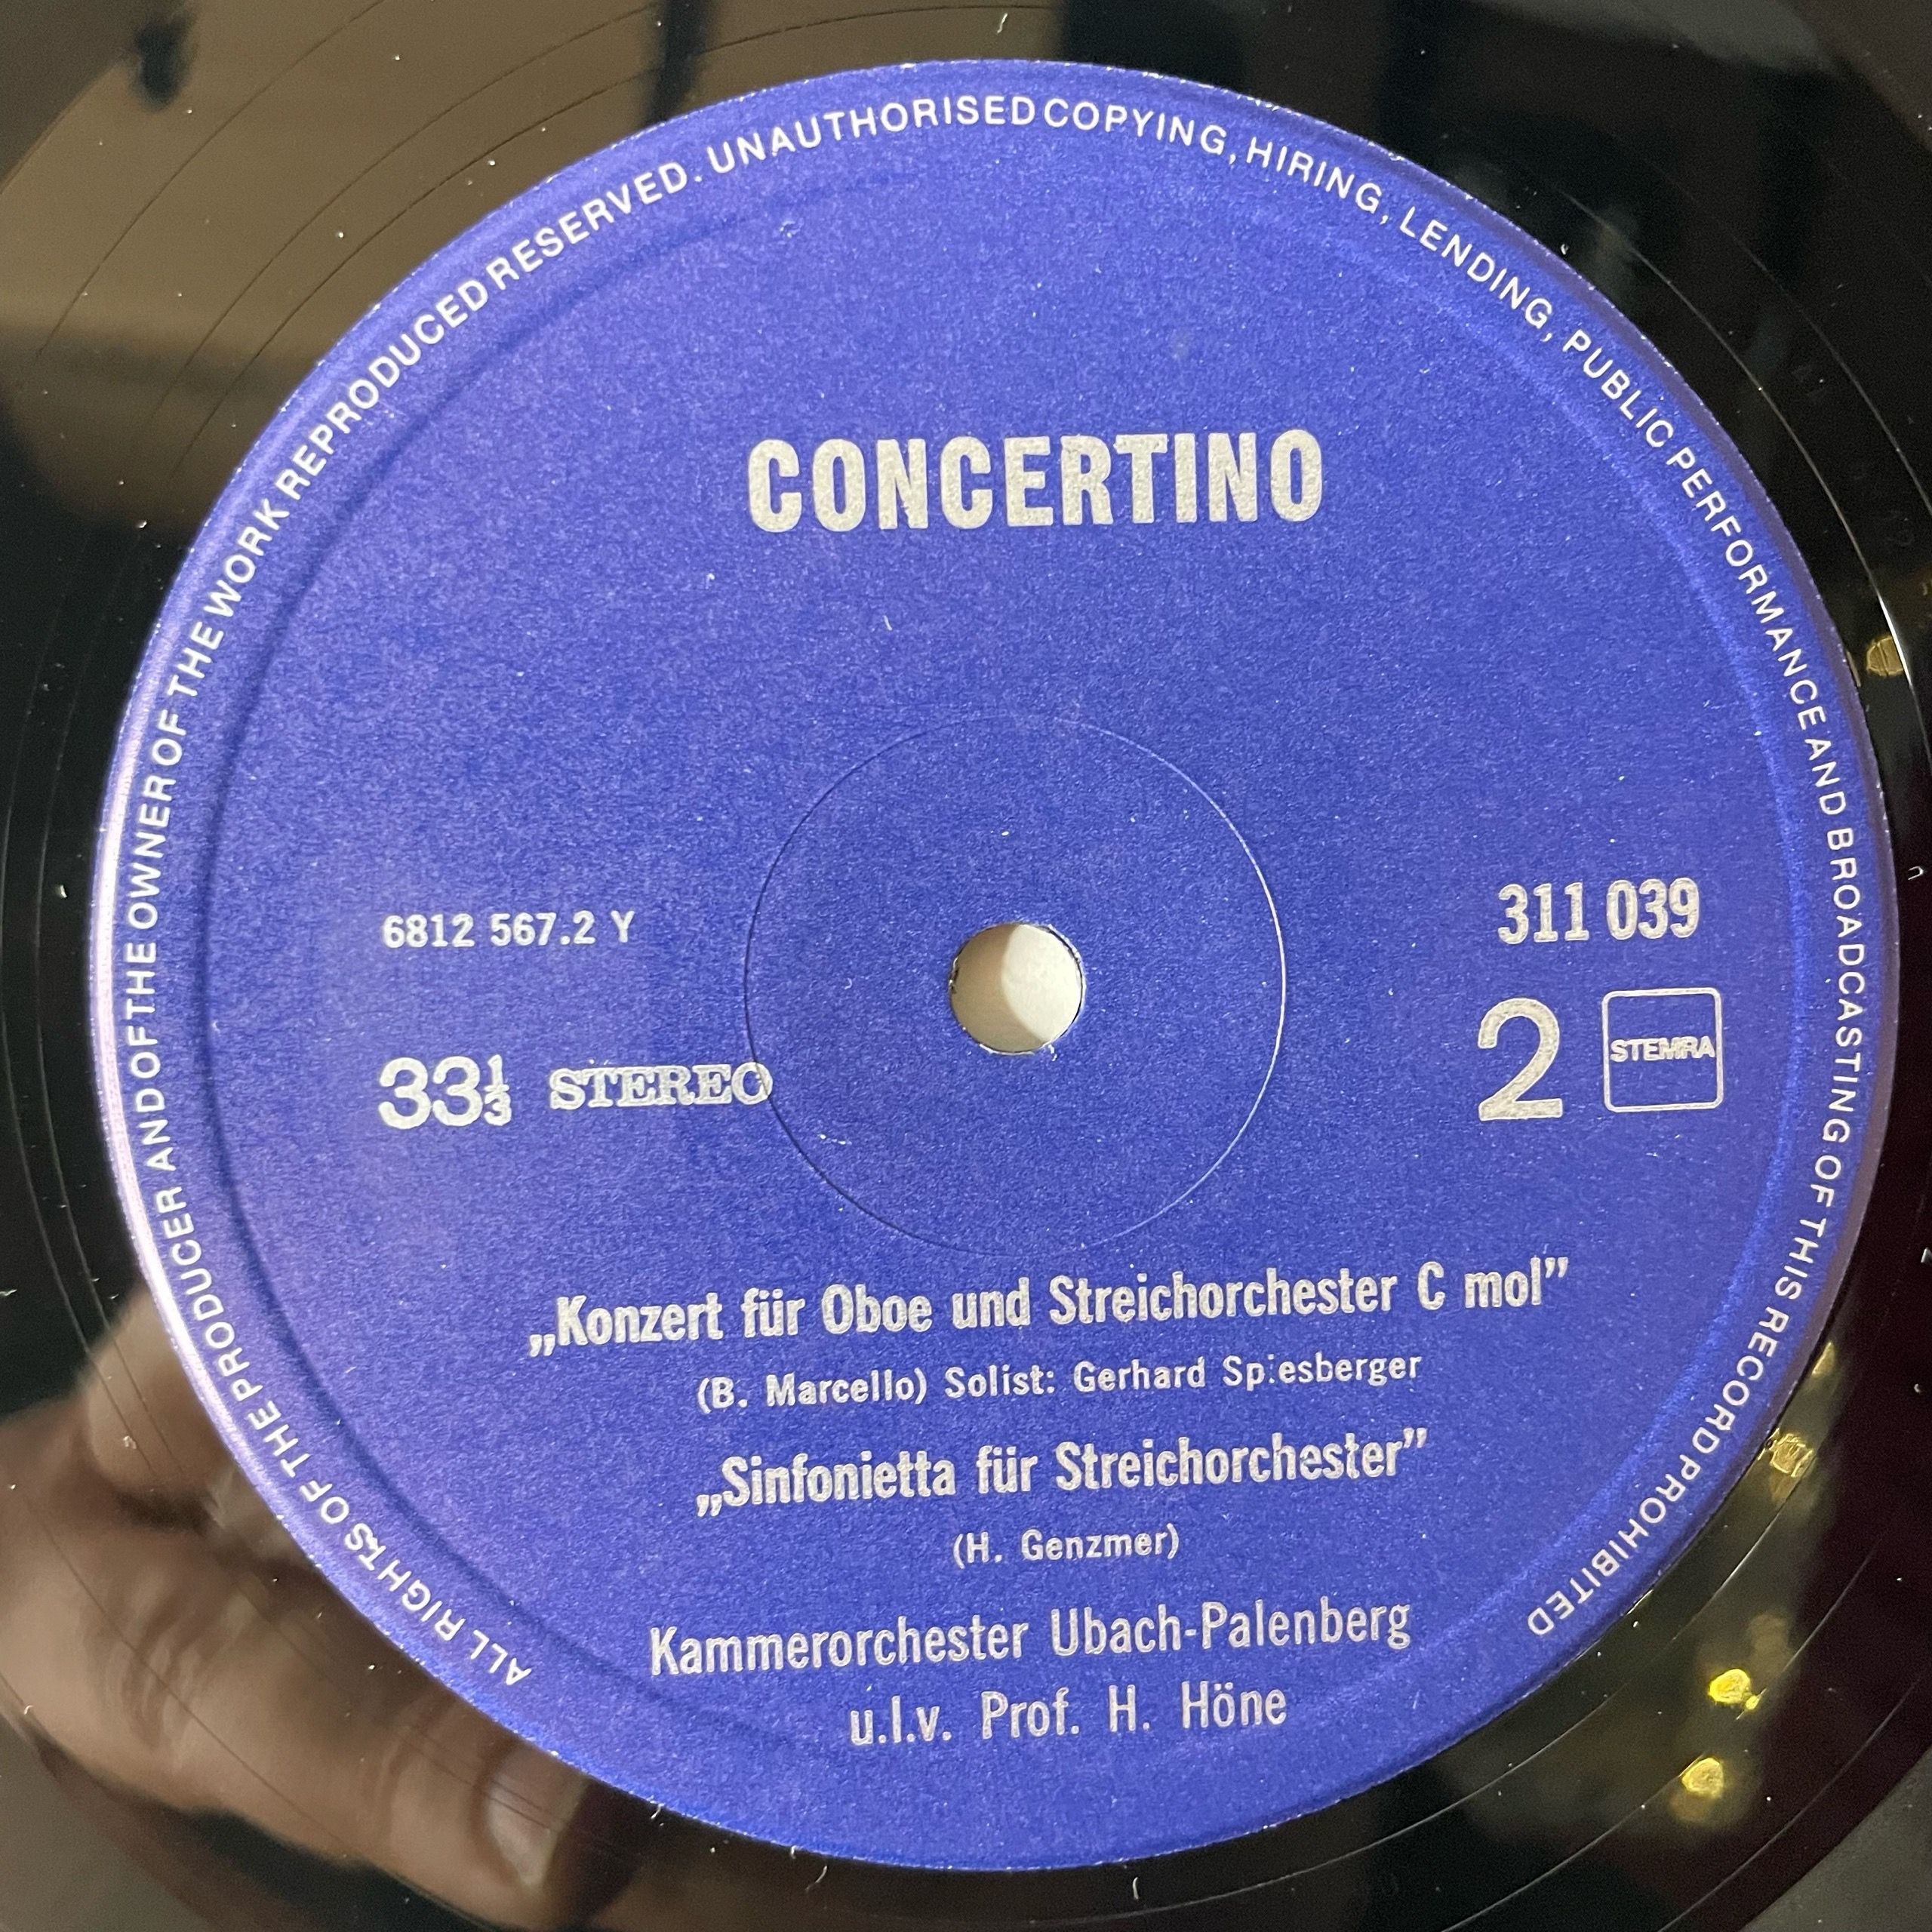 ALL RIGHTS OF THE PRODUCER AND OF THE OWNER OF THE WORK REPRODUCED RESERVED. UNAUTHORISED COPYING, HIRING, LENDING, PUBLIC PERFORMANCE AND BROADCASTING OF THIS RECORD PROHIBITED
CONCERTINO
6812 567.2 Y
311 039
33⅓ STEREO
2 STEMRA
„Konzert für Oboe und Streichorchester C mol”
(B. Marcello) Solist: Gerhard Spiesberger
„Sinfonietta für Streichorchester”
(H. Genzmer)
Kammerorchester Ubach-Palenberg
u.l.v. Prof. H. Höne